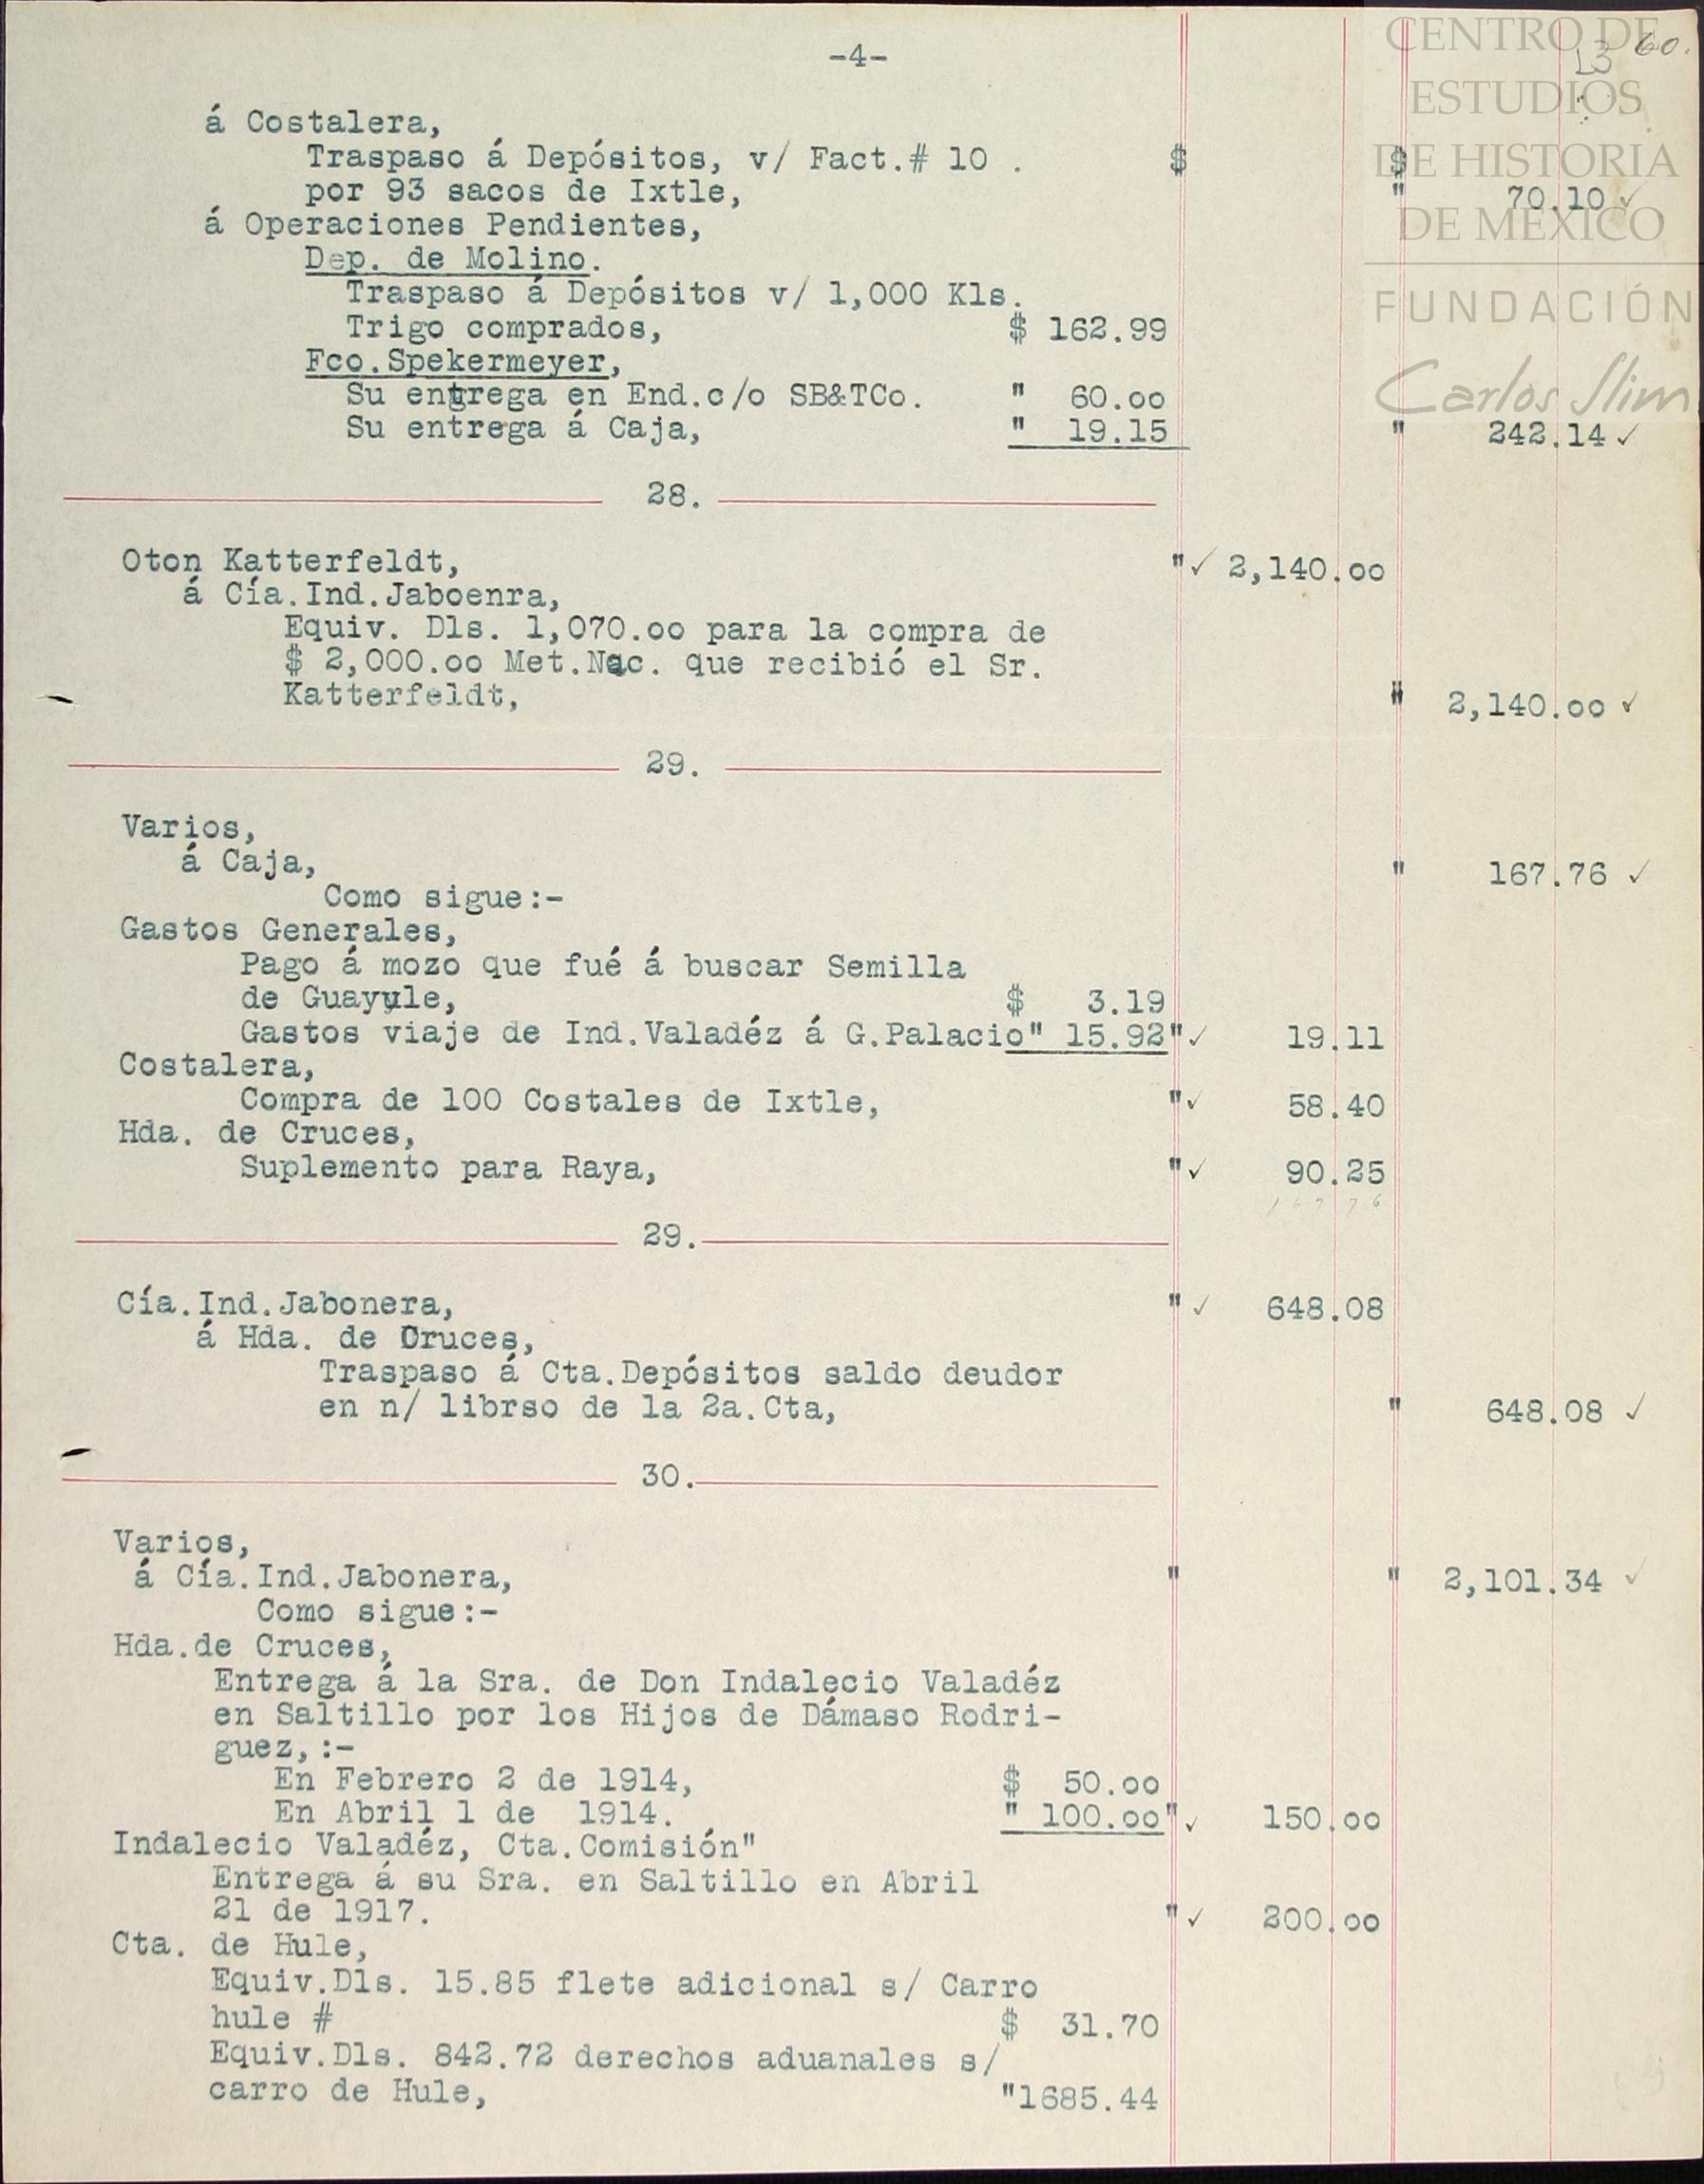 -4-
CENTRO DE
ESTUDIOS
DE HISTORIA
DE MÉXICO
FUNDACIÓN
Carlos Slim
13 60.
á Costalera,
Traspaso á Depósitos, v/ Fact.# 10 . $ $
por 93 sacos de Ixtle, " 70.10 ✓
á Operaciones Pendientes,
Dep. de Molino.
Traspaso á Depósitos v/ 1,000 Kls.
Trigo comprados, $ 162.99
Fco.Spekermeyer,
Su engrega en End.c/o SB&TCo. " 60.oo
Su entrega á Caja, " 19.15 " 242.14 ✓
28.
Oton Katterfeldt, " ✓ 2,140.oo
á Cía.Ind.Jaboenra,
Equiv. Dls. 1,070.oo para la compra de
$ 2,000.oo Met.Nac. que recibió el Sr.
Katterfeldt, " 2,140.oo ✓
29.
Varios,
á Caja, " 167.76 ✓
Como sigue:-
Gastos Generales,
Pago á mozo que fué á buscar Semilla
de Guayule, $ 3.19
Gastos viaje de Ind.Valadéz á G.Palacio" 15.92" ✓ 19.11
Costalera,
Compra de 100 Costales de Ixtle, " ✓ 58.40
Hda. de Cruces,
Suplemento para Raya, " ✓ 90.25
167 76
29.
Cía.Ind.Jabonera, " ✓ 648.08
á Hda. de Cruces,
Traspaso á Cta.Depósitos saldo deudor
en n/ librso de la 2a.Cta, " 648.08 ✓
30.
Varios,
á Cía.Ind.Jabonera, " " 2,101.34 ✓
Como sigue:-
Hda.de Cruces,
Entrega á la Sra. de Don Indalecio Valadéz
en Saltillo por los Hijos de Dámaso Rodri-
guez,:-
En Febrero 2 de 1914, $ 50.oo
En Abril 1 de 1914. " 100.oo" ✓ 150.oo
Indalecio Valadéz, Cta.Comisión"
Entrega á su Sra. en Saltillo en Abril
21 de 1917. " ✓ 200.oo
Cta. de Hule,
Equiv.Dls. 15.85 flete adicional s/ Carro
hule # $ 31.70
Equiv.Dls. 842.72 derechos aduanales s/
carro de Hule, "1685.44